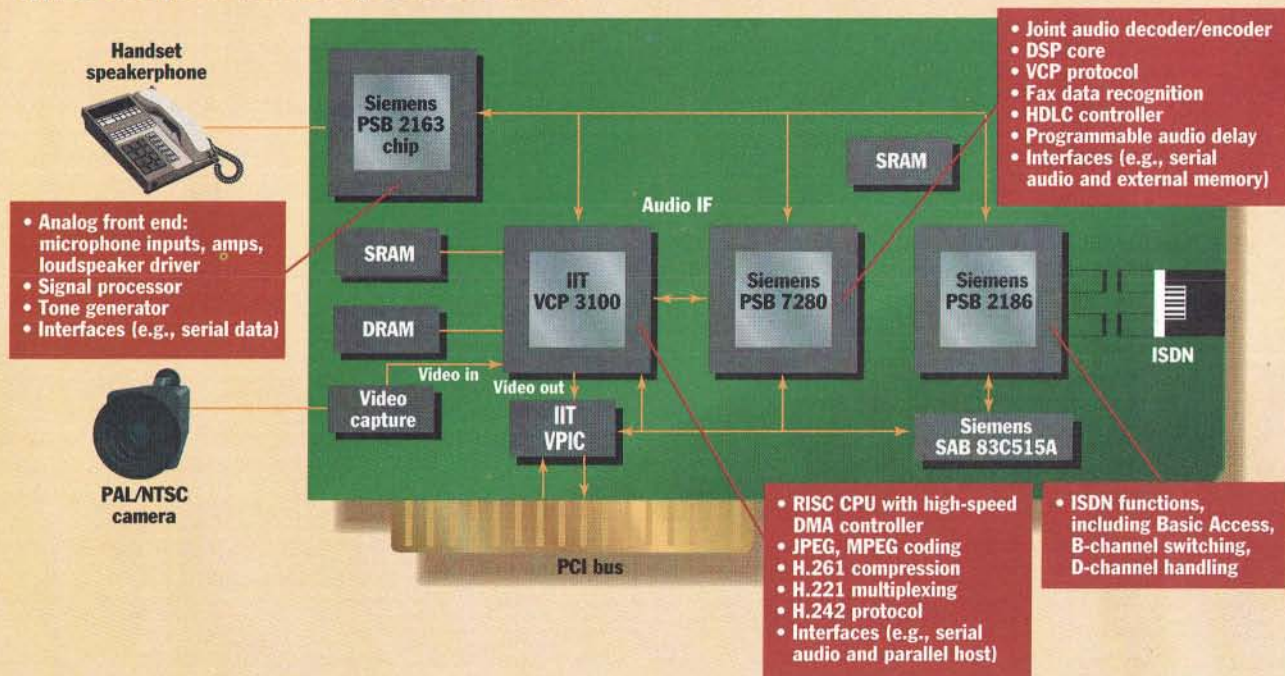 Handset
speakerphone
Siemens
PSB 2163
chip
• Joint audio decoder/encoder
• DSP core
• VCP protocol
• Fax data recognition
• HDLC controller
• Programmable audio delay
• Interfaces (e.g., serial
audio and external memory)
• Analog front end:
microphone inputs, amps,
loudspeaker driver
• Signal processor
• Tone generator
• Interfaces (e.g., serial data)
SRAM
Audio IF
SRAM
DRAM
IIT
VCP 3100
Siemens
PSB 7280
Siemens
PSB 2186
ISDN
Video in
Video out
Video
capture
IIT
VPIC
Siemens
SAB 83C515A
PAL/NTSC
camera
PCI bus
• RISC CPU with high-speed
DMA controller
• JPEG, MPEG coding
• H.261 compression
• H.221 multiplexing
• H.242 protocol
• Interfaces (e.g., serial
audio and parallel host)
• ISDN functions,
including Basic Access,
B-channel switching,
D-channel handling